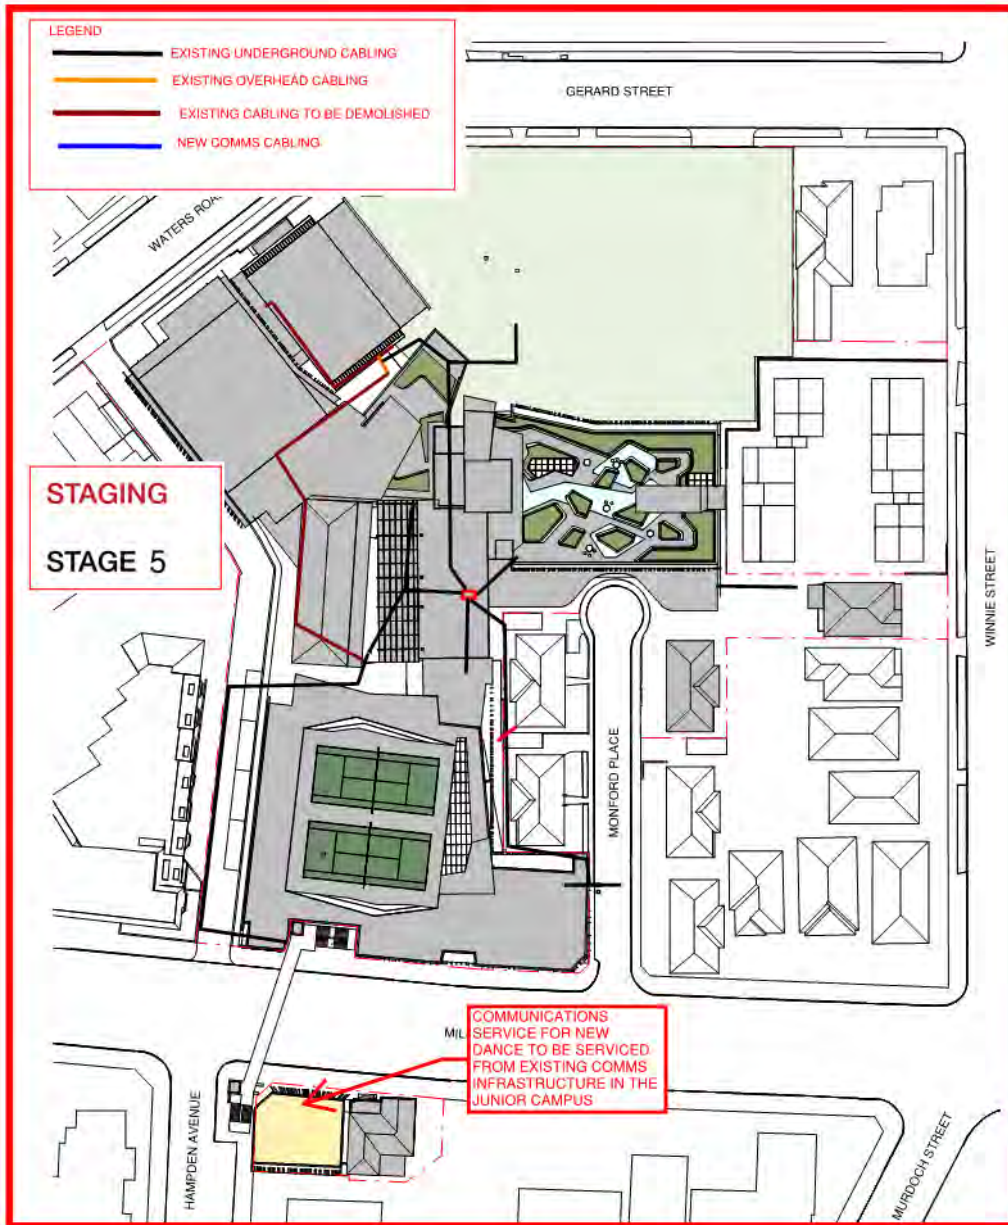 LEGEND
EXISTING UNDERGROUND CABLING
EXISTING OVERHEAD CABLING
EXISTING CABLING TO BE DEMOLISHED
NEW COMMS CABLING
GERARD STREET
WATERS
STAGING
STAGE 5
WINNIE STREET
MONFORD PLACE
COMMUNICATIONS
SERVICE FOR NEW
DANCE TO BE SERVICED
FROM EXISTING COMMS
INFRASTRUCTURE IN THE
JUNIOR CAMPUS
HAMPDEN AVENUE
MURDOCH STREET